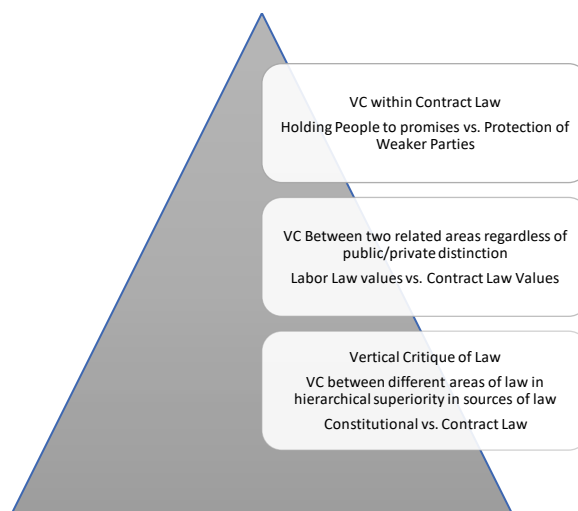 VC within Contract Law
Holding People to promises vs. Protection of
Weaker Parties
VC Between two related areas regardless of
public/private distinction
Labor Law values vs. Contract Law Values
Vertical Critique of Law
VC between different areas of law in
hierarchical superiority in sources of law
Constitutional vs. Contract Law